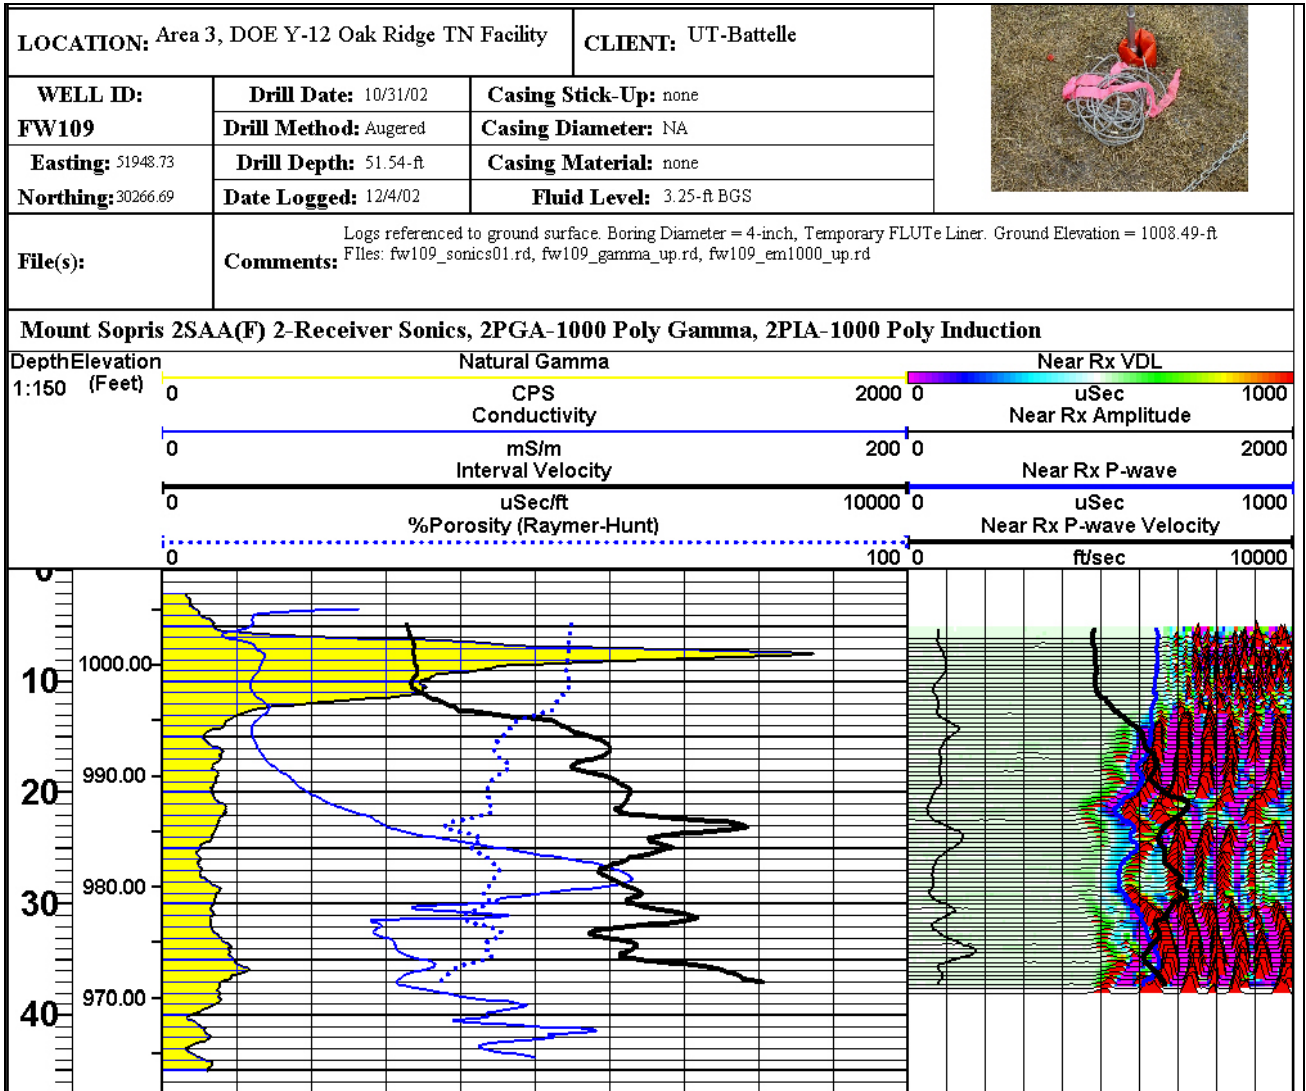 LOCATION: Area 3, DOE Y-12 Oak Ridge TN Facility CLIENT: UT-Battelle
WELL ID: Drill Date: 10/31/02 Casing Stick-Up: none
FW109 Drill Method: Augered Casing Diameter: NA
Easting: 51948.73 Drill Depth: 51.54-ft Casing Material: none
Northing: 30266.69 Date Logged: 12/4/02 Fluid Level: 3.25-ft BGS
File(s): Comments: Logs referenced to ground surface. Boring Diameter = 4-inch, Temporary FLUTe Liner. Ground Elevation = 1008.49-ft
FIles: fw109_sonics01.rd, fw109_gamma_up.rd, fw109_em1000_up.rd
Mount Sopris 2SAA(F) 2-Receiver Sonics, 2PGA-1000 Poly Gamma, 2PIA-1000 Poly Induction
Depth Elevation Natural Gamma Near Rx VDL
1:150 (Feet) 0 CPS 2000 0 uSec 1000
Conductivity Near Rx Amplitude
0 mS/m 200 0 2000
Interval Velocity Near Rx P-wave
0 uSec/ft 10000 0 uSec 1000
%Porosity (Raymer-Hunt) Near Rx P-wave Velocity
0 100 0 ft/sec 10000
0
1000.00
10
990.00
20
980.00
30
970.00
40